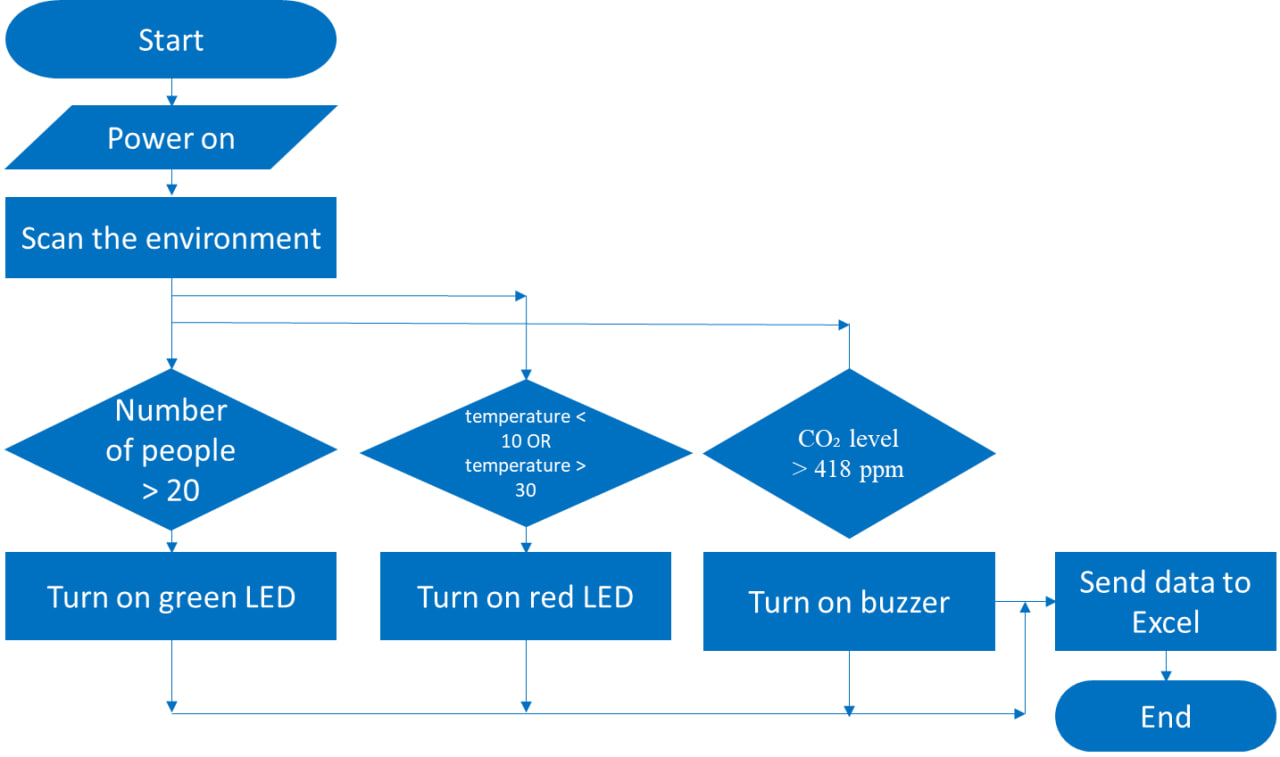 Start
Power on
Scan the environment
Number
of people
> 20
temperature <
10 OR
temperature >
30
CO₂ level
> 418 ppm
Turn on green LED
Turn on red LED
Turn on buzzer
Send data to
Excel
End